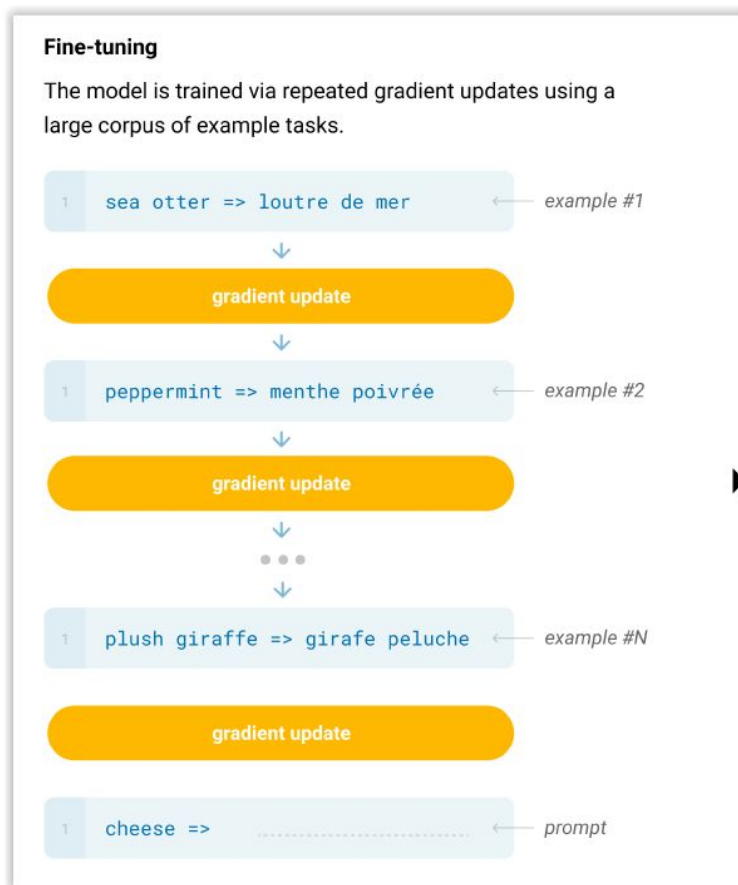 Fine-tuning
The model is trained via repeated gradient updates using a
large corpus of example tasks.
1 sea otter => loutre de mer example #1
gradient update
1 peppermint => menthe poivrée example #2
gradient update
1 plush giraffe => girafe peluche example #N
gradient update
1 cheese => prompt